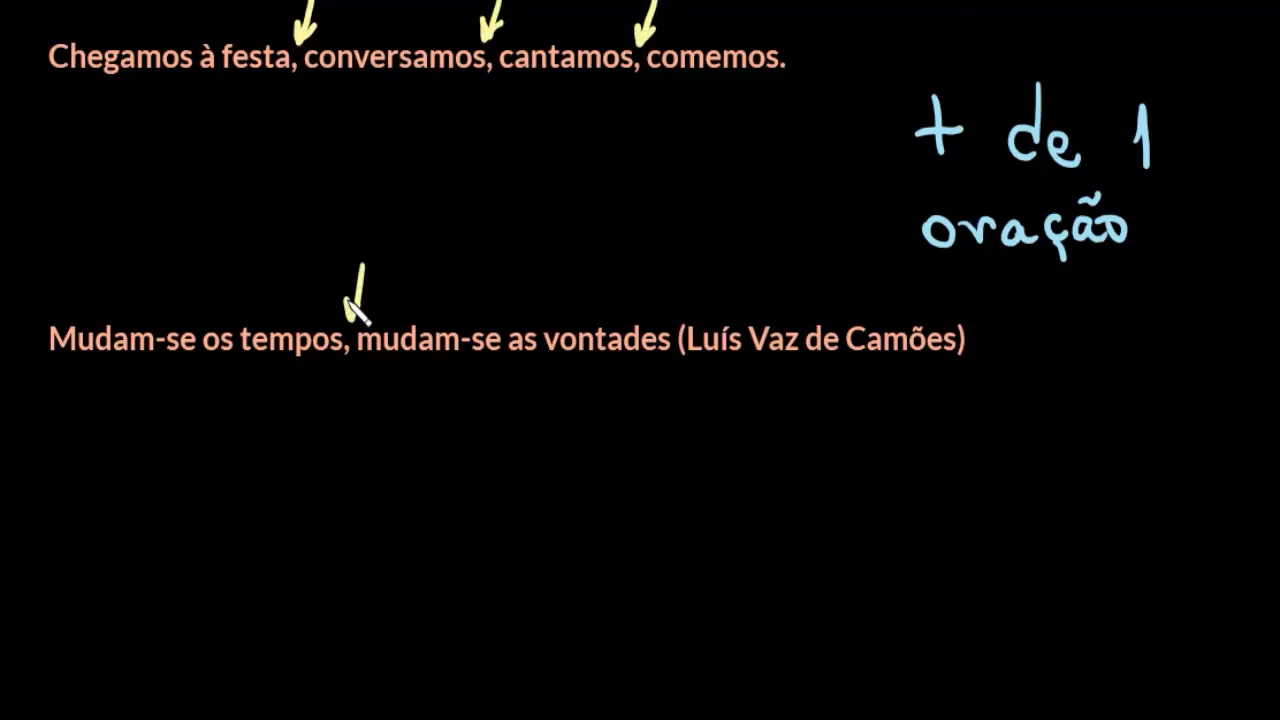 Chegamos à festa, conversamos, cantamos, comemos.
+ de 1
oração
Mudam-se os tempos, mudam-se as vontades (Luís Vaz de Camões)